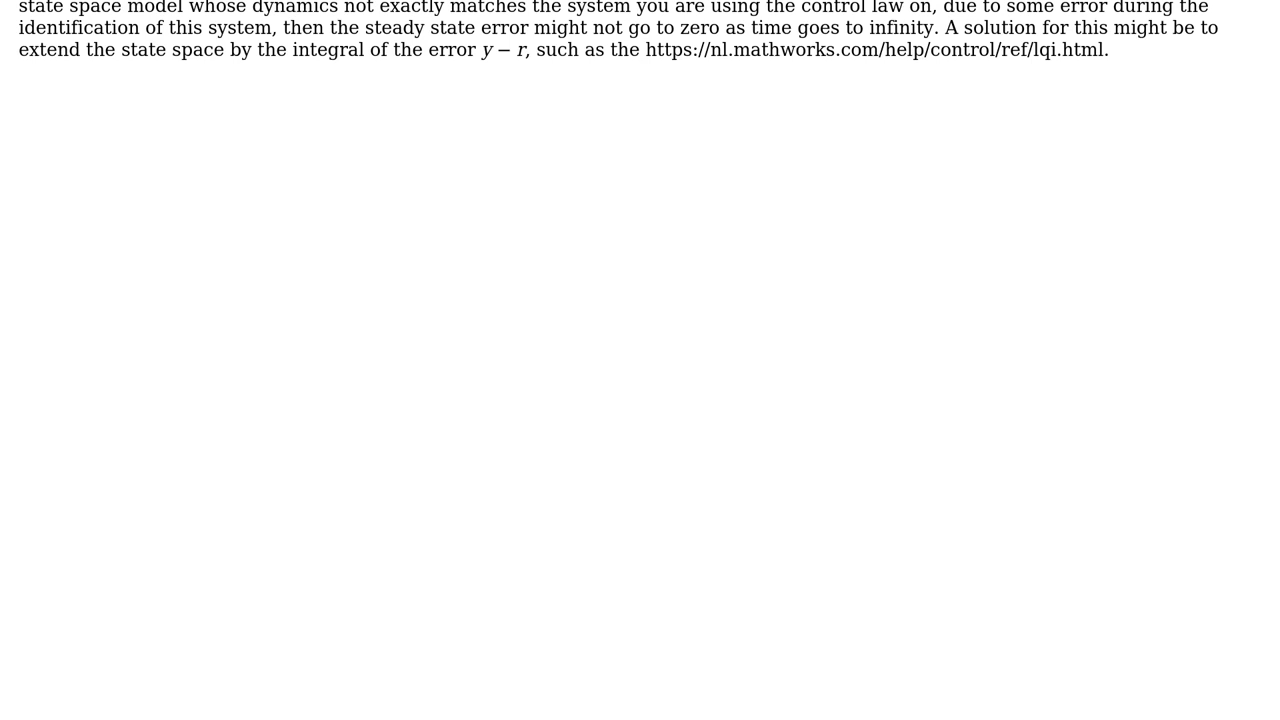 state space model whose dynamics not exactly matches the system you are using the control law on, due to some error during the
identification of this system, then the steady state error might not go to zero as time goes to infinity. A solution for this might be to
extend the state space by the integral of the error y − r, such as the https://nl.mathworks.com/help/control/ref/lqi.html.